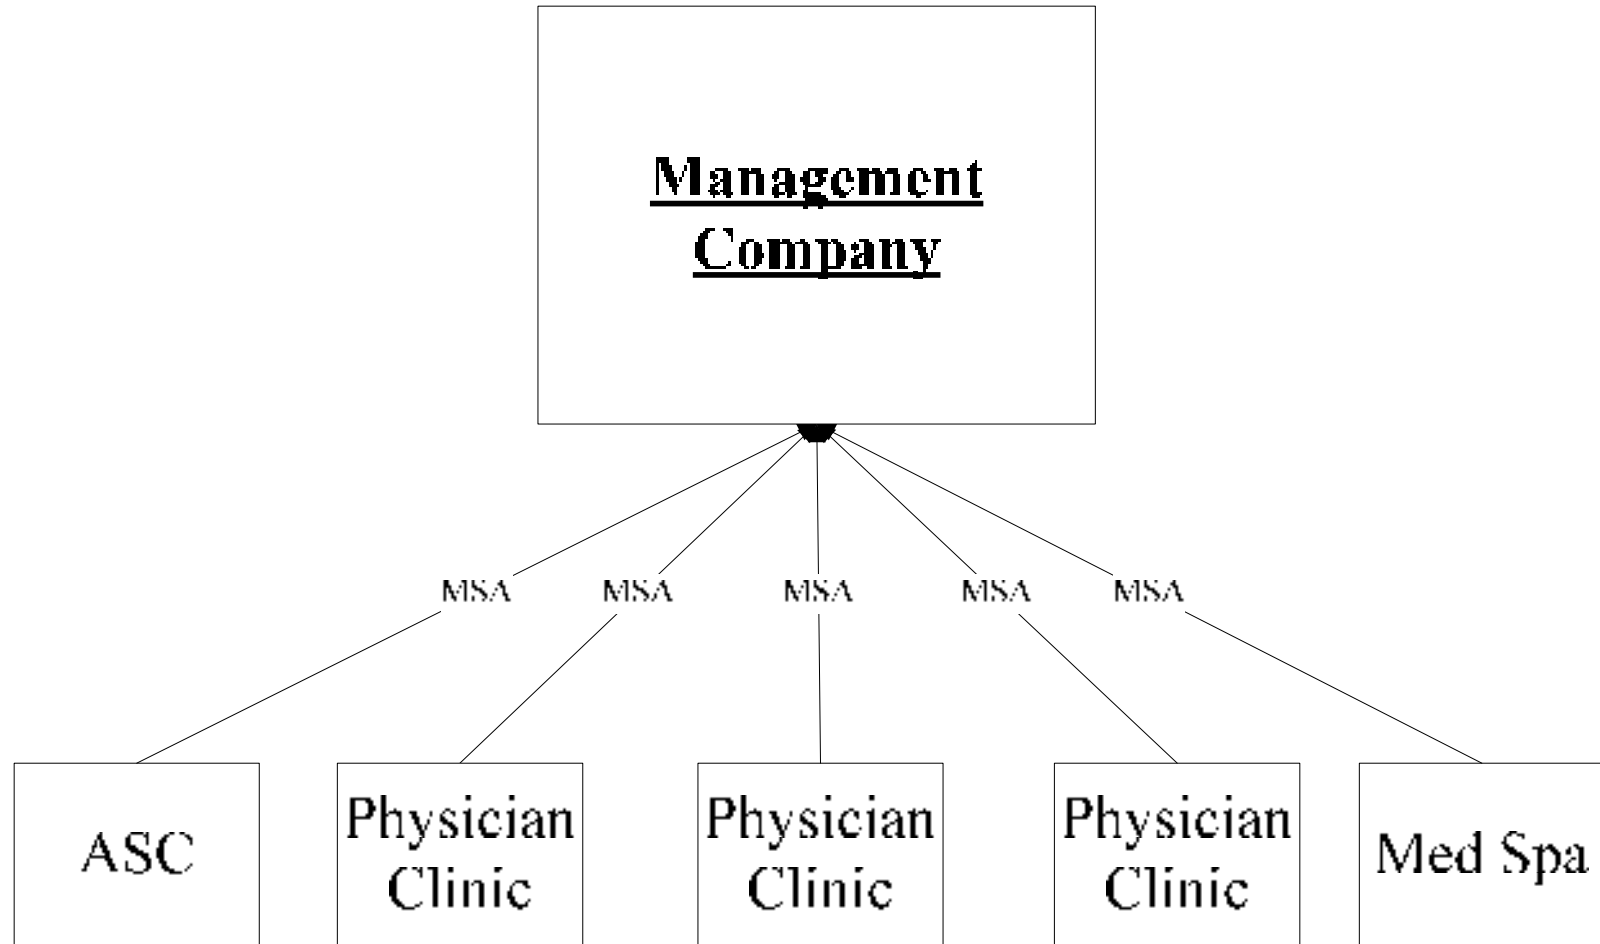 Management
Company
MSA
MSA
MSA
MSA
MSA
ASC
Physician
Clinic
Physician
Clinic
Physician
Clinic
Med Spa